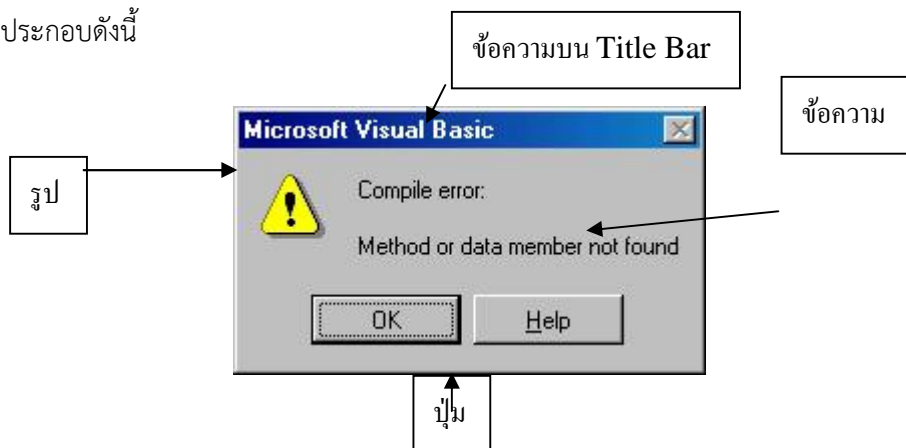 ประกอบดังนี้
ข้อความบน Title Bar
ข้อความ
Microsoft Visual Basic
รูป
Compile error:
Method or data member not found
OK
Help
ปุ่ม